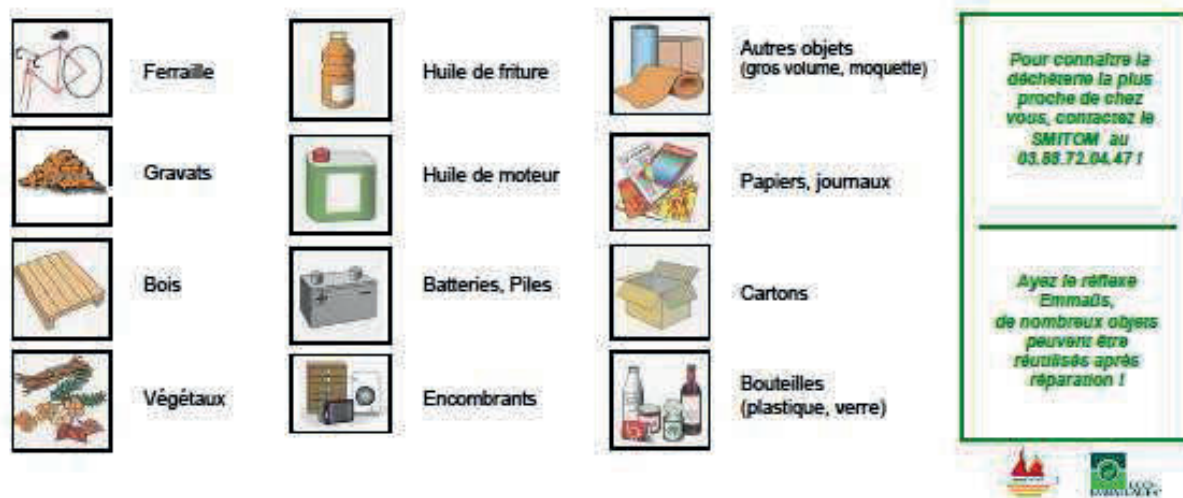 Ferraille
Gravats
Bois
Végétaux
Huile de friture
Huile de moteur
Batteries, Piles
Encombrants
Autres objets
(gros volume, moquette)
Papiers, journaux
Cartons
Bouteilles
(plastique, verre)
Pour connaître la
déchèterie la plus
proche de chez
vous, contactez le
SMITOM au
03.88.72.04.47 !
Ayez le réflexe
Emmaüs,
de nombreux objets
peuvent être
réutilisés après
réparation !